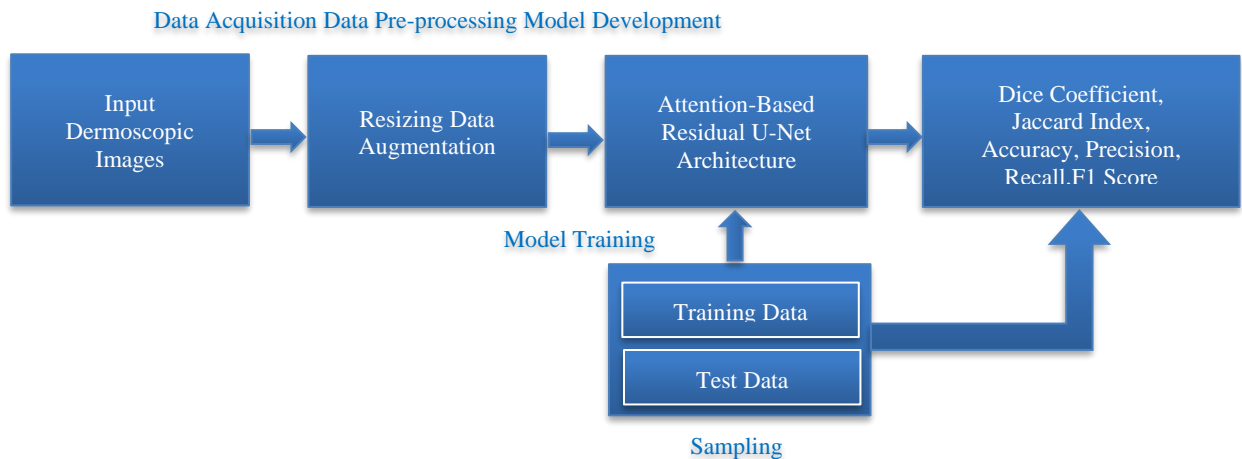 Data Acquisition Data Pre-processing Model Development
Input
Dermoscopic
Images
Resizing Data
Augmentation
Attention-Based
Residual U-Net
Architecture
Dice Coefficient,
Jaccard Index,
Accuracy, Precision,
Recall,F1 Score
Model Training
Training Data
Test Data
Sampling